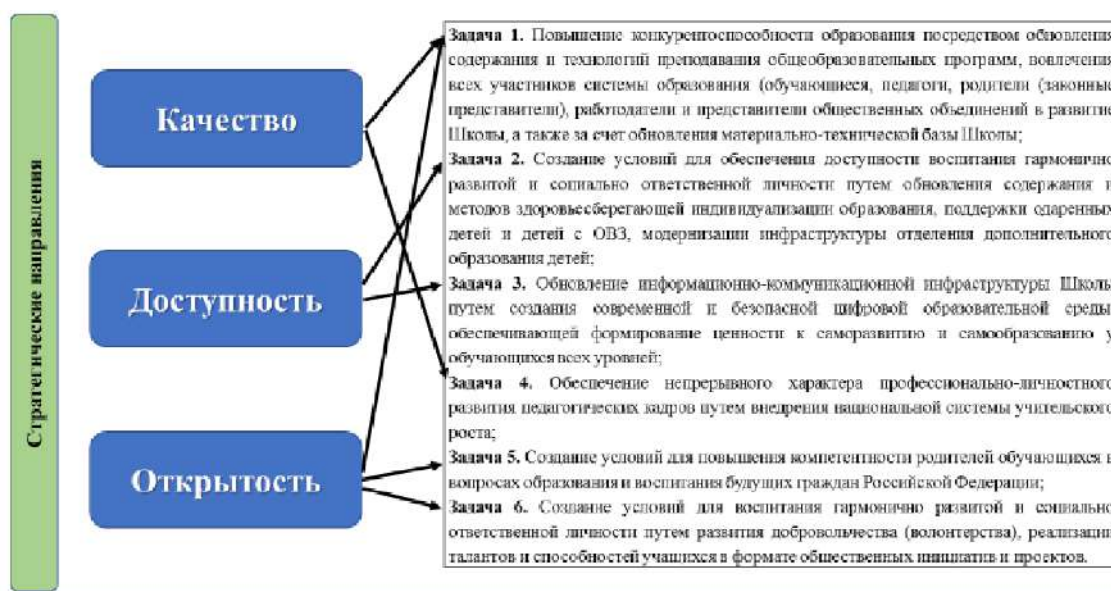 Стратегические направления
Качество
Доступность
Открытость
Задача 1. Повышение конкурентоспособности образования посредством обновления
содержания и технологий преподавания общеобразовательных программ, вовлечения
всех участников системы образования (обучающиеся, педагоги, родители (законные
представители), работодатели и представители общественных объединений в развитие
Школы, а также за счет обновления материально-технической базы Школы;
Задача 2. Создание условий для обеспечения доступности воспитания гармонично
развитой и социально ответственной личности путем обновления содержания и
методов здоровьесберегающей индивидуализации образования, поддержки одаренных
детей и детей с ОВЗ, модернизации инфраструктуры отделения дополнительного
образования детей;
Задача 3. Обновление информационно-коммуникационной инфраструктуры Школы
путем создания современной и безопасной цифровой образовательной среды,
обеспечивающей формирование ценности к саморазвитию и самообразованию у
обучающихся всех уровней;
Задача 4. Обеспечение непрерывного характера профессионально-личностного
развития педагогических кадров путем внедрения национальной системы учительского
роста;
Задача 5. Создание условий для повышения компетентности родителей обучающихся в
вопросах образования и воспитания будущих граждан Российской Федерации;
Задача 6. Создание условий для воспитания гармонично развитой и социально
ответственной личности путем развития добровольчества (волонтерства), реализации
талантов и способностей учащихся в формате общественных инициатив и проектов.